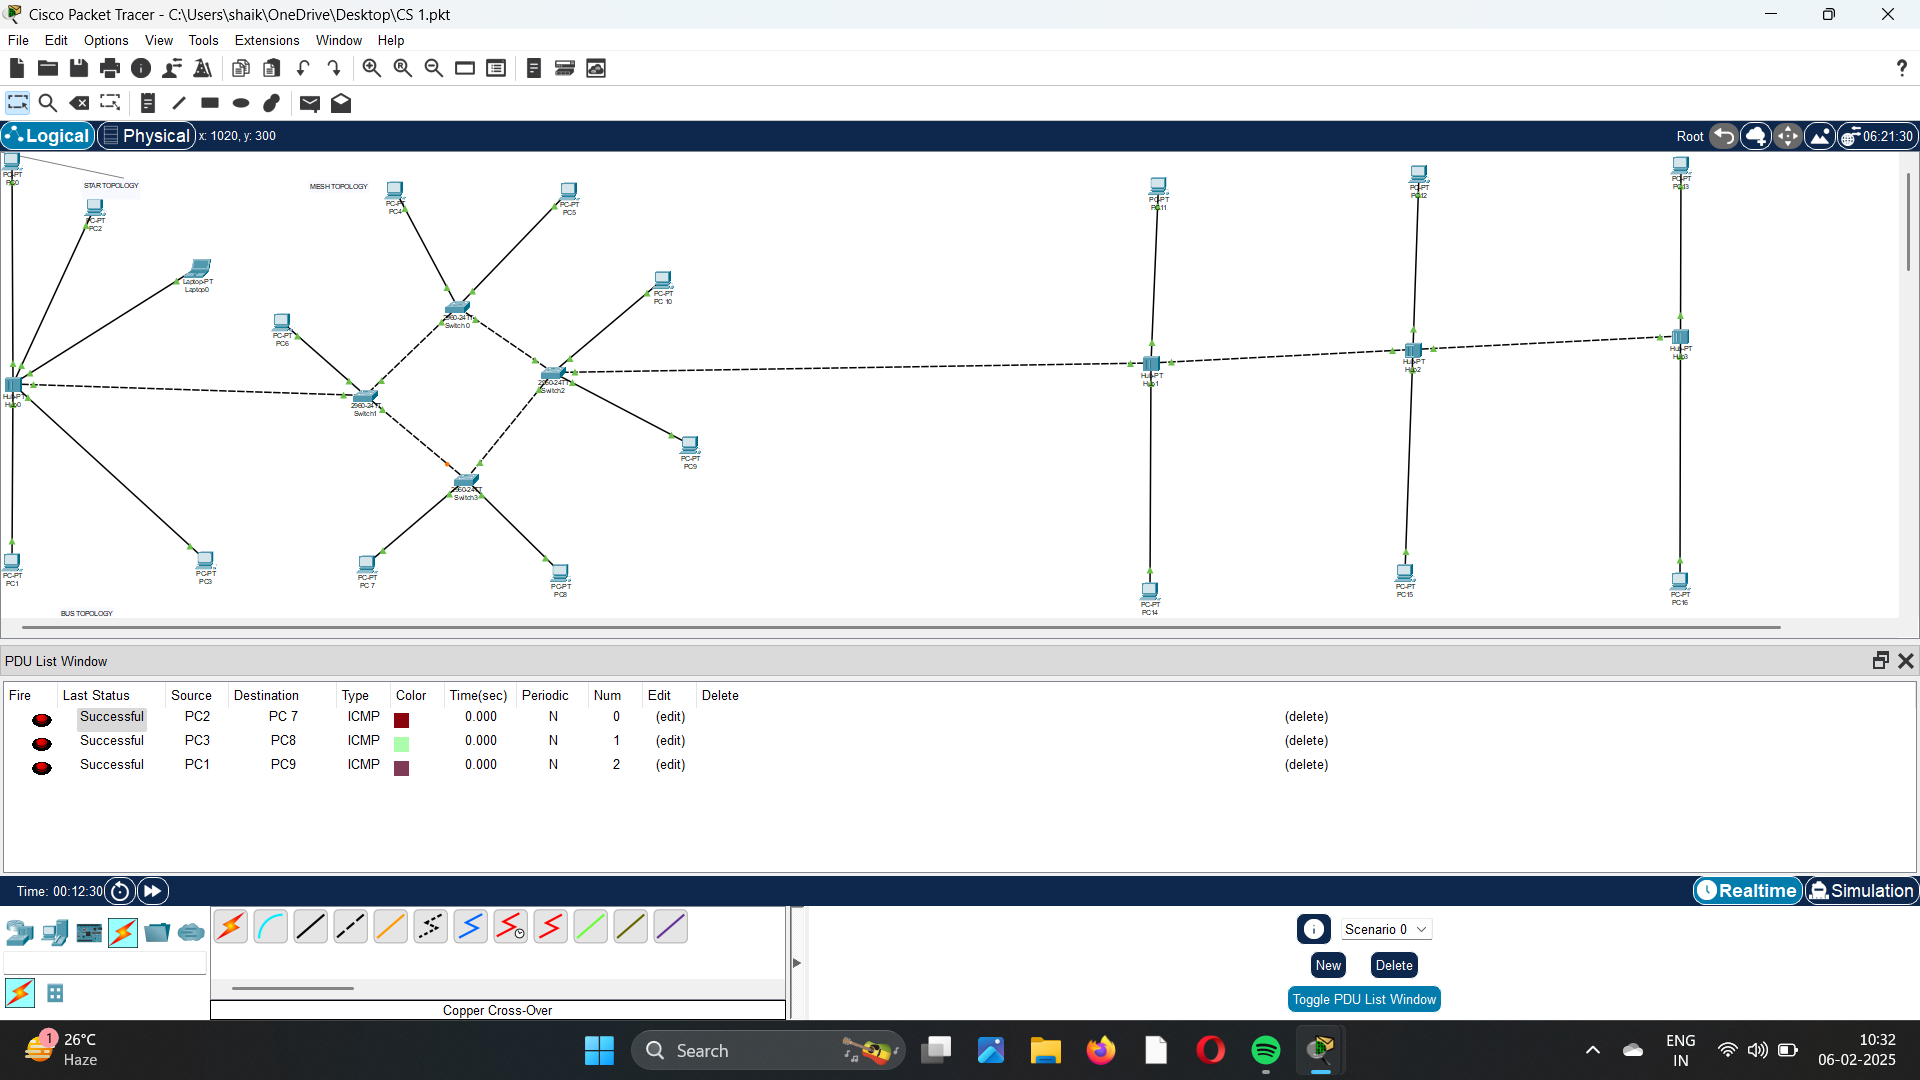 Cisco Packet Tracer - C:\Users\shaik\OneDrive\Desktop\CS 1.pkt
File Edit Options View Tools Extensions Window Help
?
Logical Physical x: 1020, y: 300 Root 06:21:30
PC-PT
PC0
STAR TOPOLOGY
MESH TOPOLOGY
PC-PT
PC2
PC-PT
PC4
PC-PT
PC5
PC-PT
PC11
PC-PT
PC12
PC-PT
PC13
Laptop-PT
Laptop0
PC-PT
PC 10
PC-PT
PC6
2960-24TT
Switch 0
Hub-PT
Hub0
2960-24TT
Switch1
2960-24TT
Switch2
Hub-PT
Hub1
Hub-PT
Hub2
Hub-PT
Hub3
PC-PT
PC9
2960-24TT
Switch3
PC-PT
PC1
PC-PT
PC3
PC-PT
PC 7
PC-PT
PC8
PC-PT
PC14
PC-PT
PC15
PC-PT
PC16
BUS TOPOLOGY
PDU List Window
Fire Last Status Source Destination Type Color Time(sec) Periodic Num Edit Delete
Successful PC2 PC 7 ICMP 0.000 N 0 (edit) (delete)
Successful PC3 PC8 ICMP 0.000 N 1 (edit) (delete)
Successful PC1 PC9 ICMP 0.000 N 2 (edit) (delete)
Time: 00:12:30 Realtime Simulation
Scenario 0
New Delete
Toggle PDU List Window
Copper Cross-Over
1
26°C
Haze
Search
ENG
IN
10:32
06-02-2025